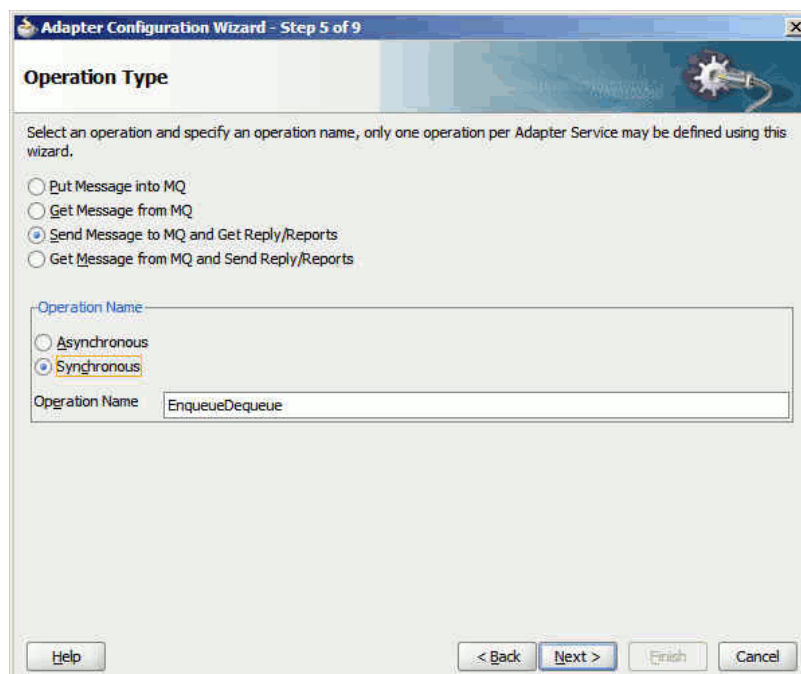 Adapter Configuration Wizard - Step 5 of 9
Operation Type
Select an operation and specify an operation name, only one operation per Adapter Service may be defined using this
wizard.
Put Message into MQ
Get Message from MQ
Send Message to MQ and Get Reply/Reports
Get Message from MQ and Send Reply/Reports
Operation Name
Asynchronous
Synchronous
Operation Name EnqueueDequeue
Help < Back Next > Finish Cancel